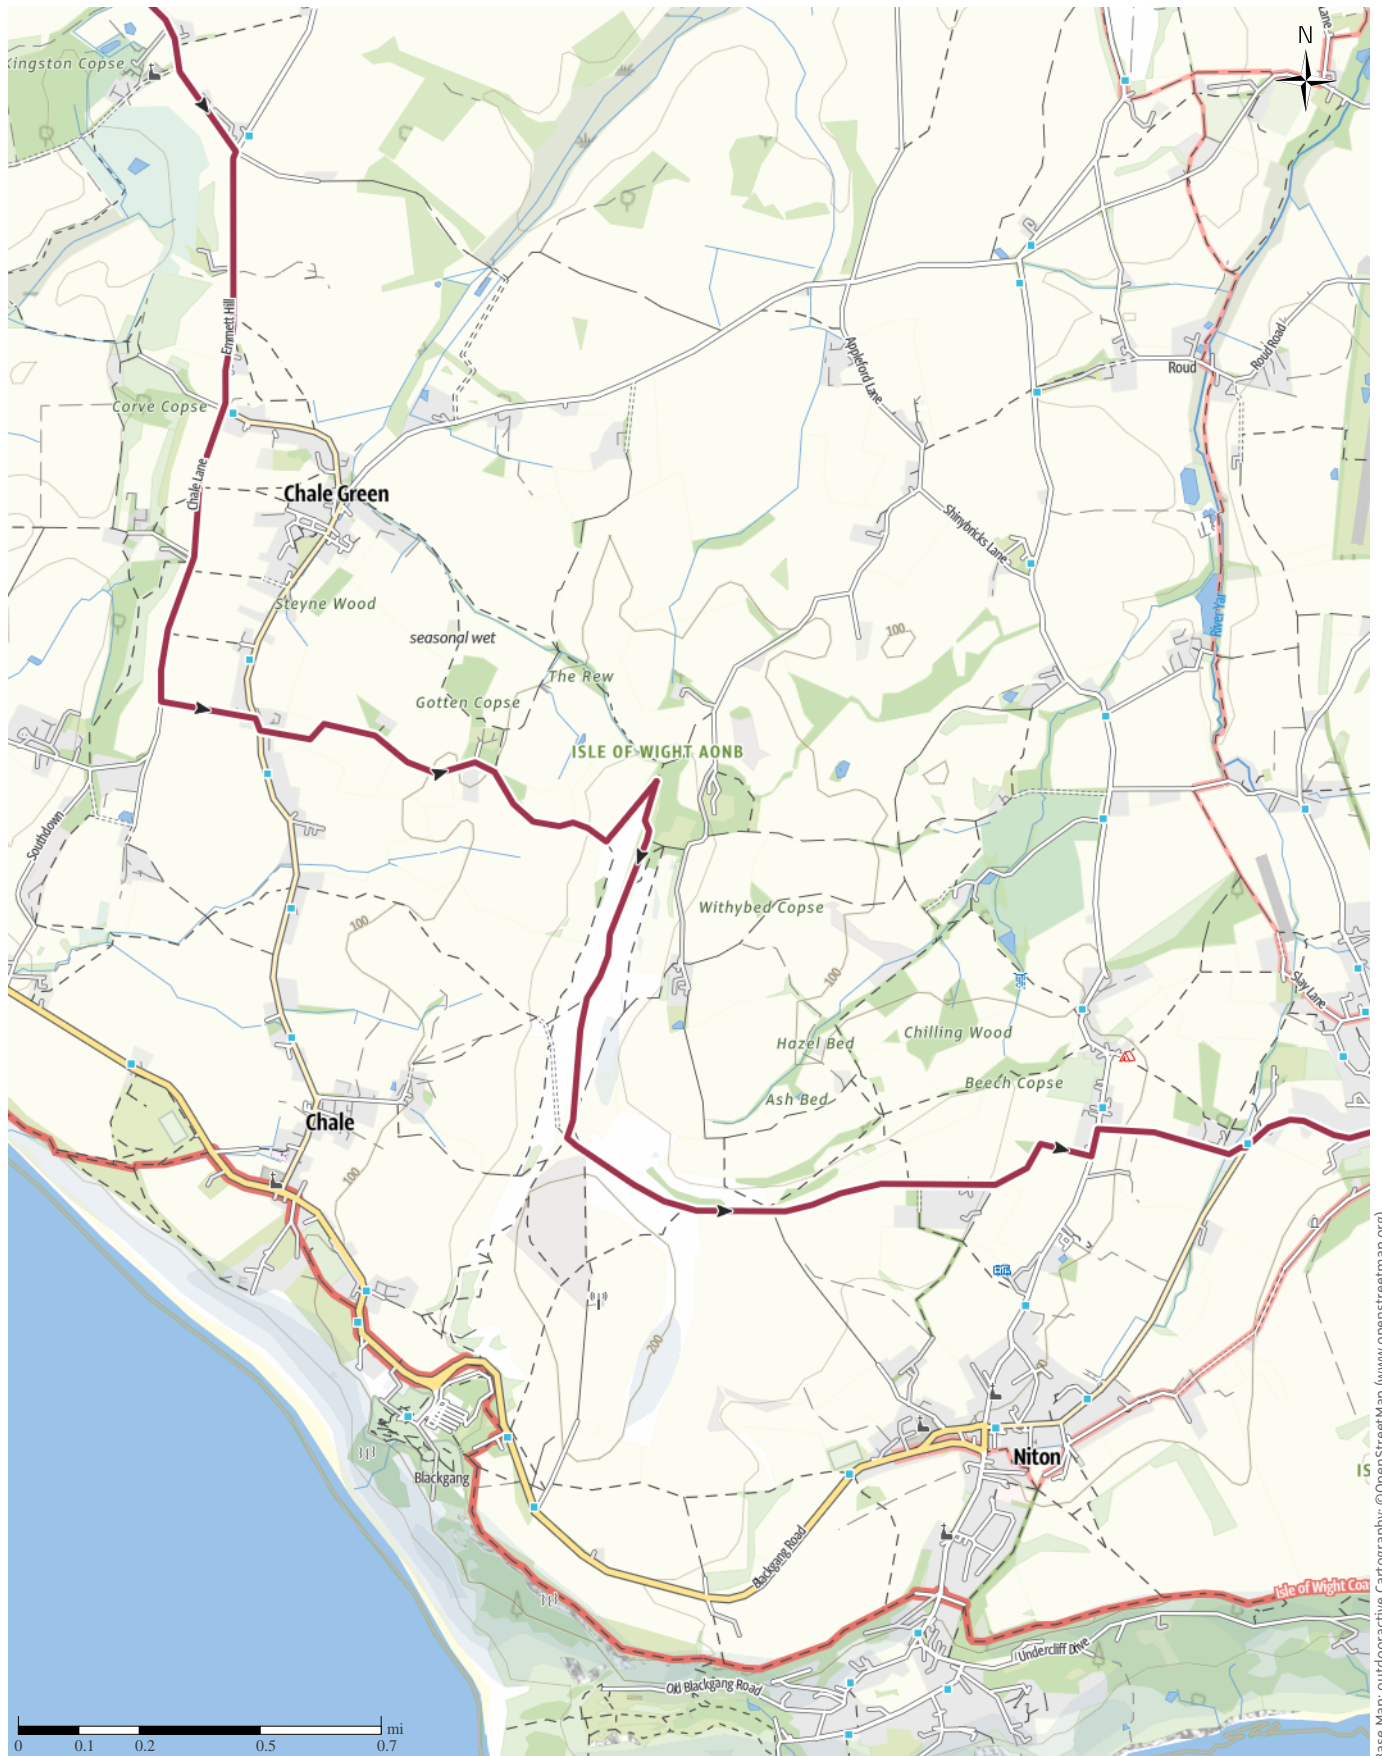 N
Lane
Kingston Copse
Emmett Hill
Roud Road
Appleford Lane
Roud
Corve Copse
Chale Lane
Chale Green
Shinybricks Lane
Steyne Wood
River Yar
100
seasonal wet
The Rew
Gotten Copse
ISLE OF WIGHT AONB
Southdown
Withybed Copse
100
100
Slay Lane
Chilling Wood
Hazel Bed
Beech Copse
Ash Bed
Chale
100
200
Niton
IS
Blackgang
Blackgang Road
Isle of Wight Coa
Undercliff Drive
Old Blackgang Road
mi
0 0.1 0.2 0.5 0.7
ase Map: outdooractive Cartography; ©OpenStreetMap (www.openstreetmap.org)